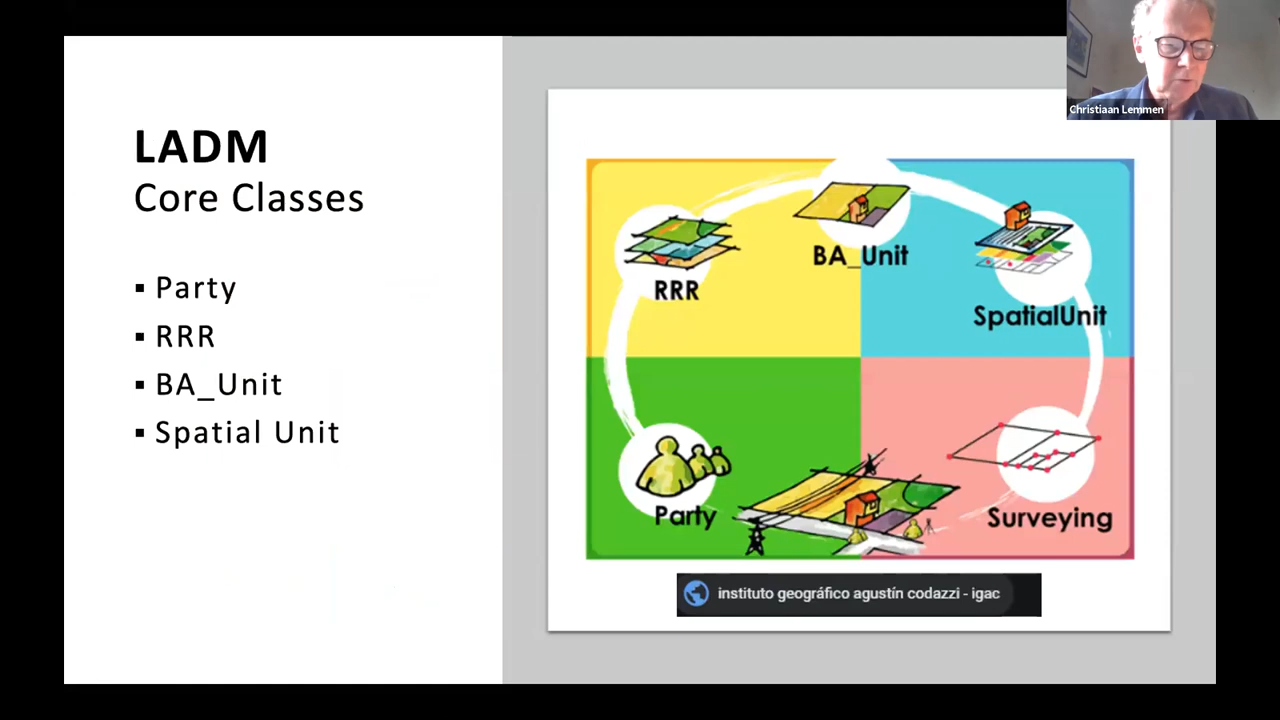 LADM
Core Classes
▪ Party
▪ RRR
▪ BA_Unit
▪ Spatial Unit
BA_Unit
RRR
SpatialUnit
Party
Surveying
instituto geográfico agustín codazzi - igac
Christiaan Lemmen